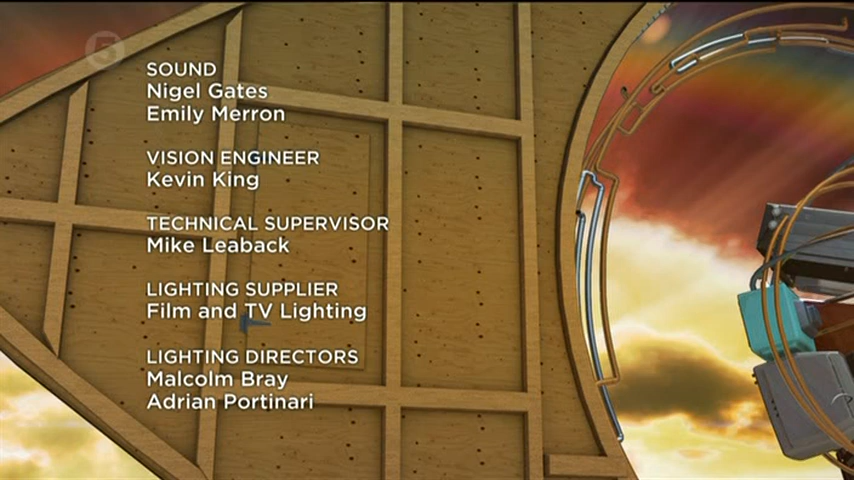 5
SOUND
Nigel Gates
Emily Merron
VISION ENGINEER
Kevin King
TECHNICAL SUPERVISOR
Mike Leaback
LIGHTING SUPPLIER
Film and TV Lighting
LIGHTING DIRECTORS
Malcolm Bray
Adrian Portinari